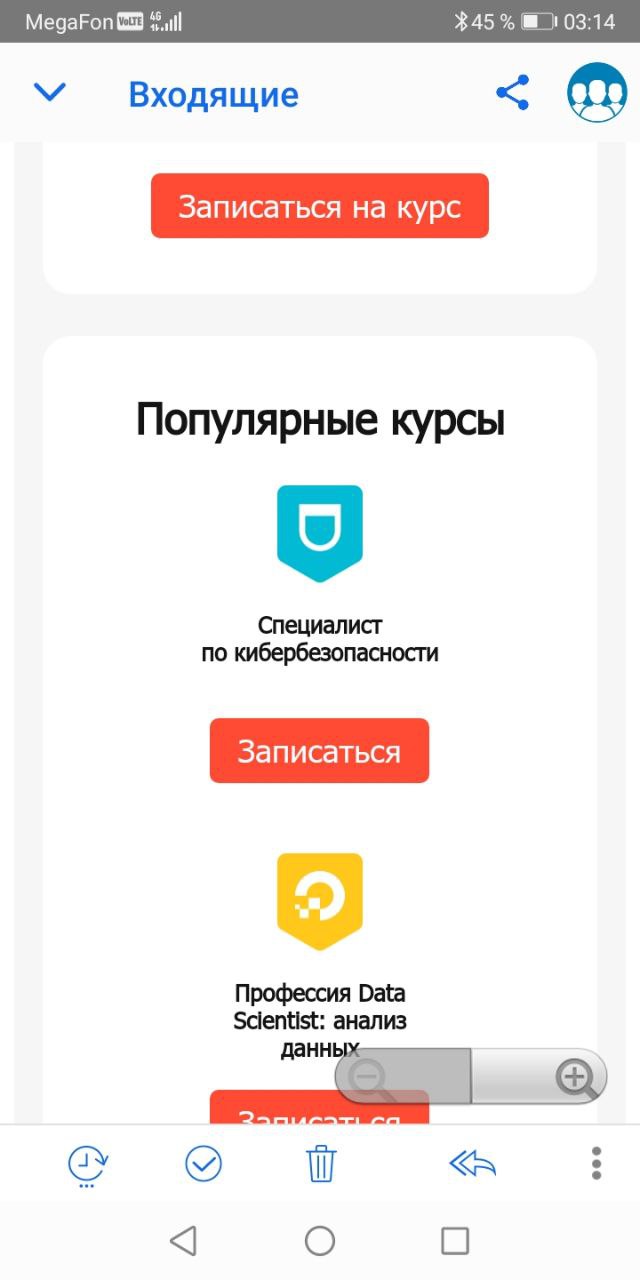 MegaFon VoLTE 4G 45 % 03:14
Входящие
Записаться на курс
Популярные курсы
Специалист
по кибербезопасности
Записаться
Профессия Data
Scientist: анализ
данных
Записаться